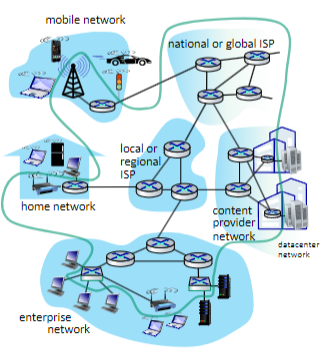 mobile network
national or global ISP
local or
regional
ISP
home network
content
provider
network
datacenter
network
enterprise
network